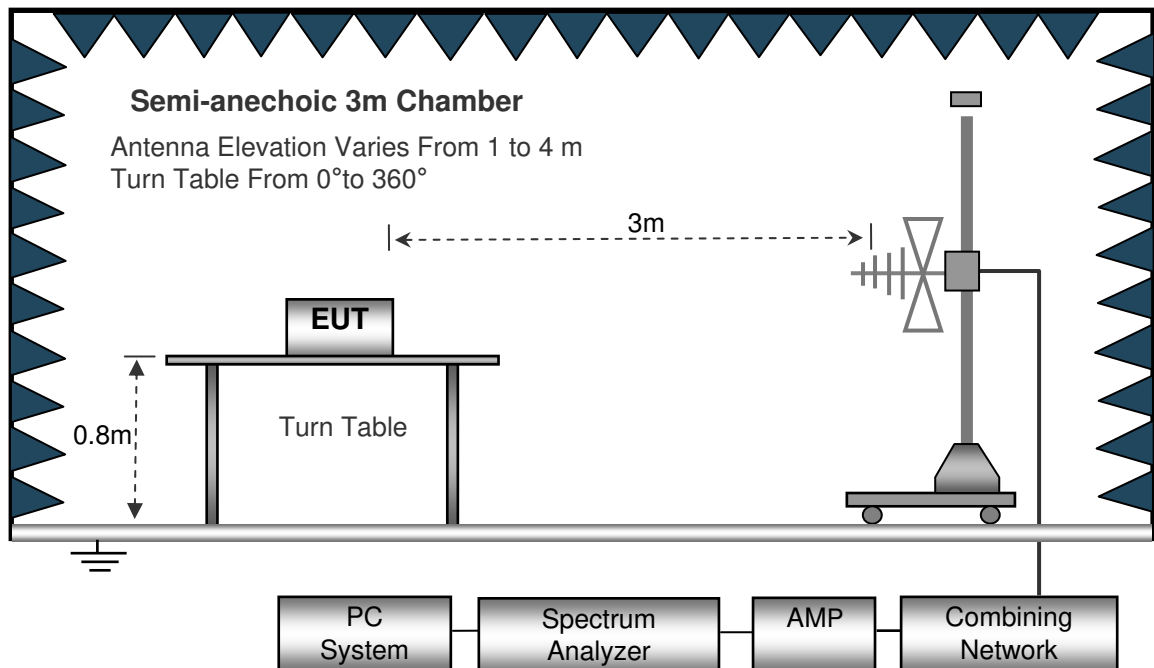 Semi-anechoic 3m Chamber
Antenna Elevation Varies From 1 to 4 m
Turn Table From 0°to 360°
3m
EUT
0.8m
Turn Table
PC
System
Spectrum
Analyzer
AMP
Combining
Network